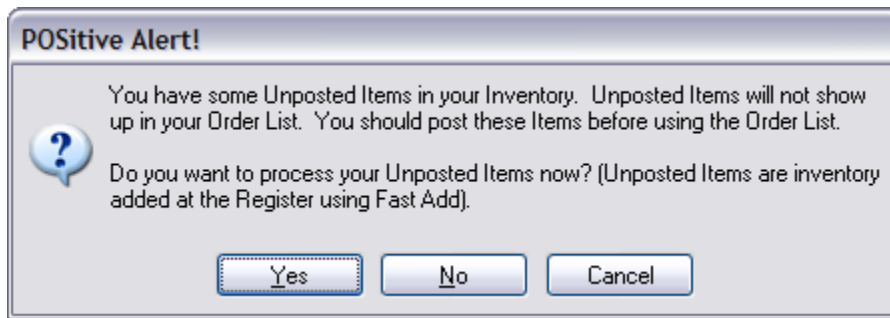 POSitive Alert!
You have some Unposted Items in your Inventory.  Unposted Items will not show
up in your Order List.  You should post these Items before using the Order List.
Do you want to process your Unposted Items now? (Unposted Items are inventory
added at the Register using Fast Add).
Yes
No
Cancel